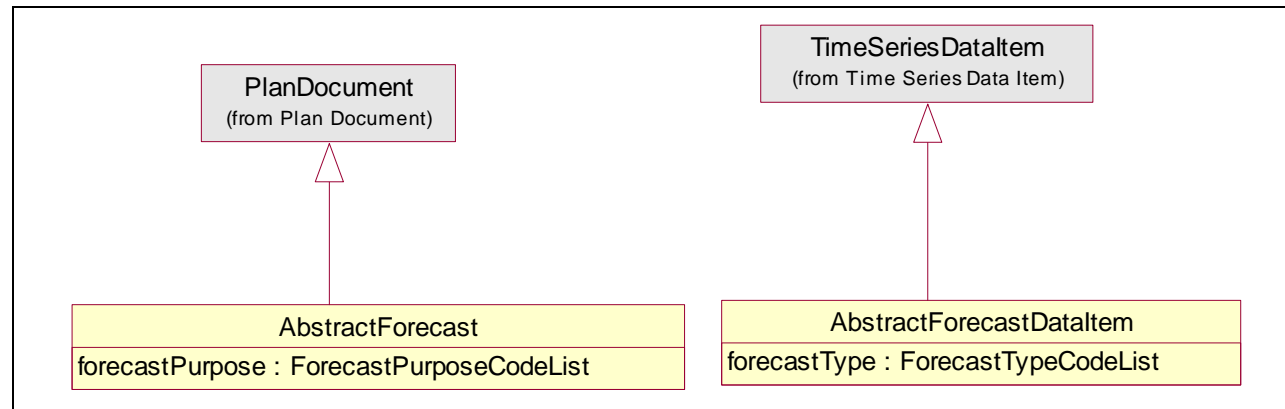 PlanDocument
(from Plan Document)
TimeSeriesDataItem
(from Time Series Data Item)
AbstractForecast
forecastPurpose : ForecastPurposeCodeList
AbstractForecastDataItem
forecastType : ForecastTypeCodeList